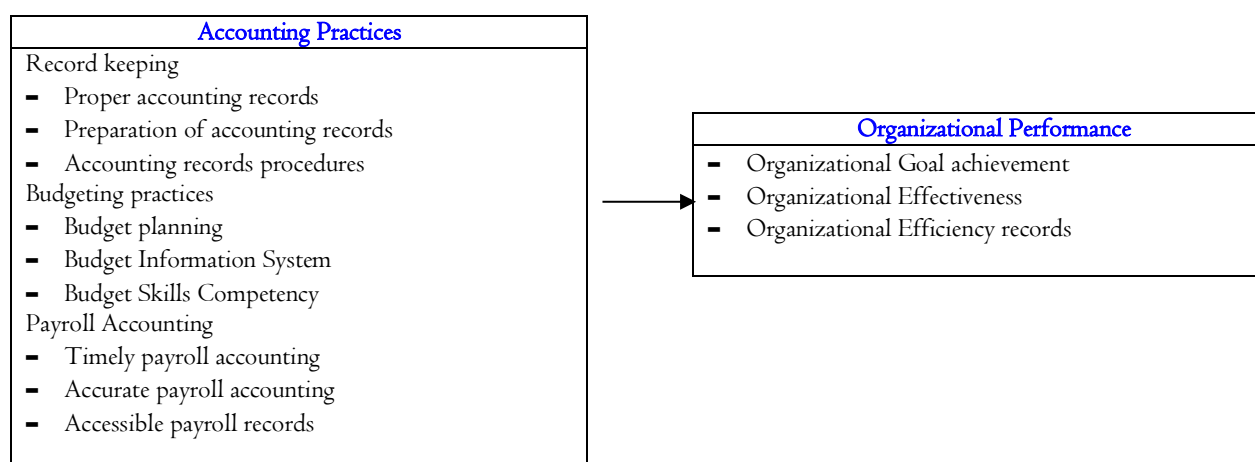 Accounting Practices
Record keeping
- Proper accounting records
- Preparation of accounting records
- Accounting records procedures
Budgeting practices
- Budget planning
- Budget Information System
- Budget Skills Competency
Payroll Accounting
- Timely payroll accounting
- Accurate payroll accounting
- Accessible payroll records
Organizational Performance
- Organizational Goal achievement
- Organizational Effectiveness
- Organizational Efficiency records